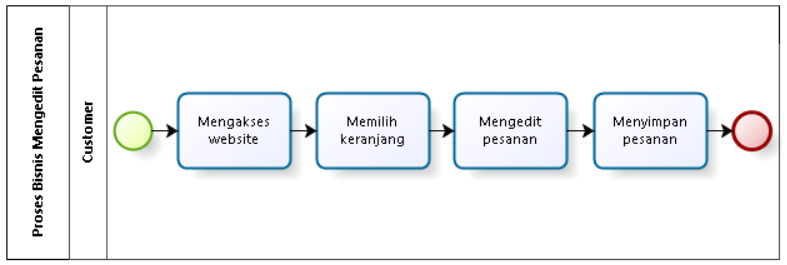 Proses Bisnis Mengedit Pesanan
Customer
Mengakses
website
Memilih
keranjang
Mengedit
pesanan
Menyimpan
pesanan